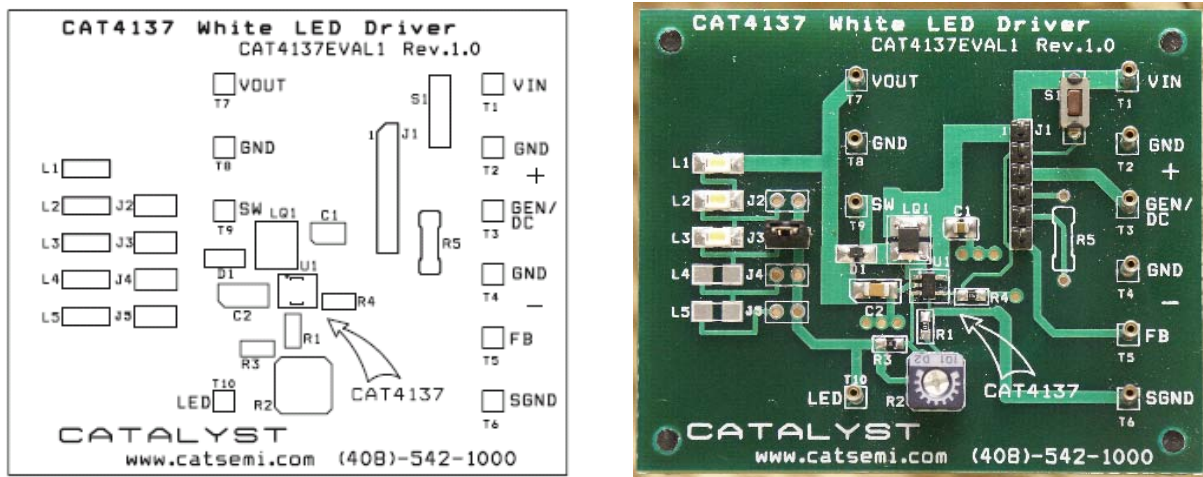 CAT4137 White LED Driver
CAT4137EVAL1 Rev.1.0
VOUT
T7
S1
VIN
T1
1 J1
GND
T8
GND
T2
+
L1
L2
J2
SW
T9
LQ1
C1
GEN/
DC
T3
L3
J3
R5
D1
U1
GND
T4
L4
J4
C2
R4
−
L5
J5
R1
FB
T5
R3
T10
LED
R2
CAT4137
SGND
T6
CATALYST
www.catsemi.com (408)-542-1000
CAT4137 White LED Driver
CAT4137EVAL1 Rev.1.0
VOUT
T7
S1
VIN
T1
1 J1
GND
T8
GND
T2
+
L1
L2
J2
SW
T9
LQ1
C1
GEN/
DC
T3
L3
J3
R5
D1
U1
GND
T4
L4
J4
C2
R4
−
L5
J5
R1
FB
T5
R3
T10
LED
R2
CAT4137
SGND
T6
CATALYST
www.catsemi.com (408)-542-1000